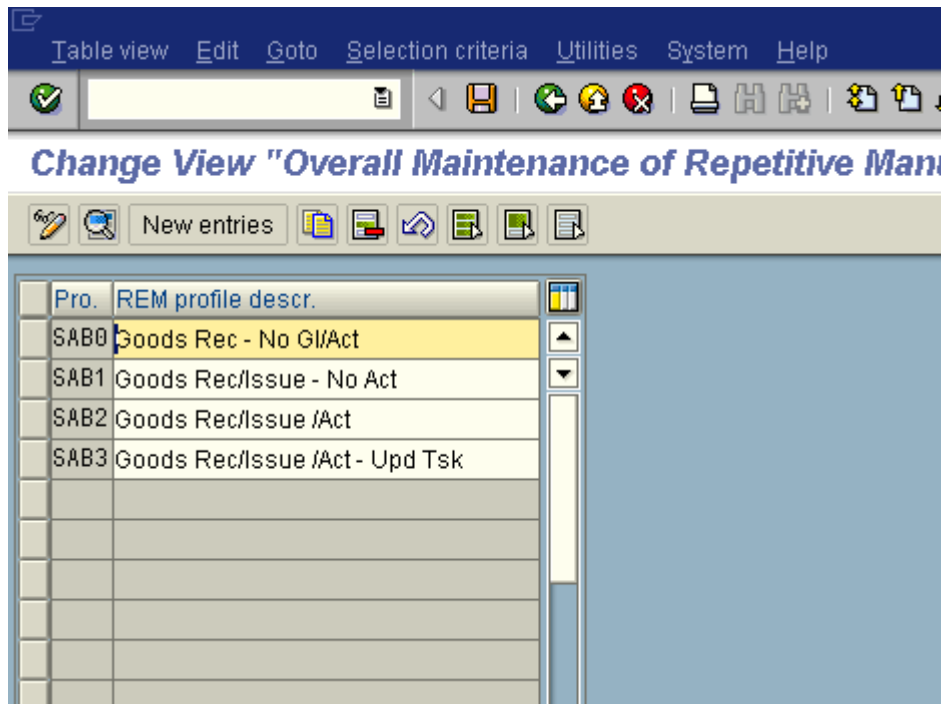 Table view Edit Goto Selection criteria Utilities System Help
Change View "Overall Maintenance of Repetitive
New entries
Pro. REM profile descr.
SAB0 Goods Rec - No GI/Act
SAB1 Goods Rec/Issue - No Act
SAB2 Goods Rec/Issue /Act
SAB3 Goods Rec/Issue /Act - Upd Tsk